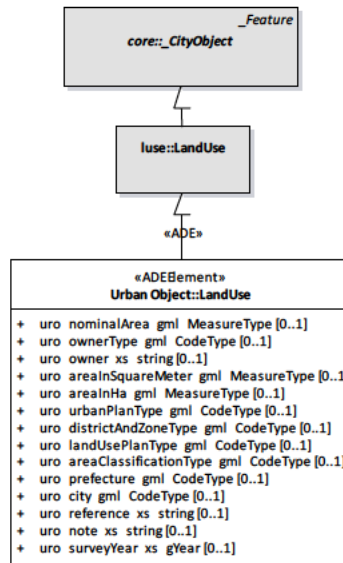 _Feature
core::_CityObject
luse::LandUse
«ADE»
«ADEElement»
Urban Object::LandUse
+ uro nominalArea gml MeasureType [0..1]
+ uro ownerType gml CodeType [0..1]
+ uro owner xs string [0..1]
+ uro areaInSquareMeter gml MeasureType [0..1]
+ uro areaInHa gml MeasureType [0..1]
+ uro urbanPlanType gml CodeType [0..1]
+ uro districtAndZoneType gml CodeType [0..1]
+ uro landUsePlanType gml CodeType [0..1]
+ uro areaClassificationType gml CodeType [0..1]
+ uro prefecture gml CodeType [0..1]
+ uro city gml CodeType [0..1]
+ uro reference xs string [0..1]
+ uro note xs string [0..1]
+ uro surveyYear xs gYear [0..1]